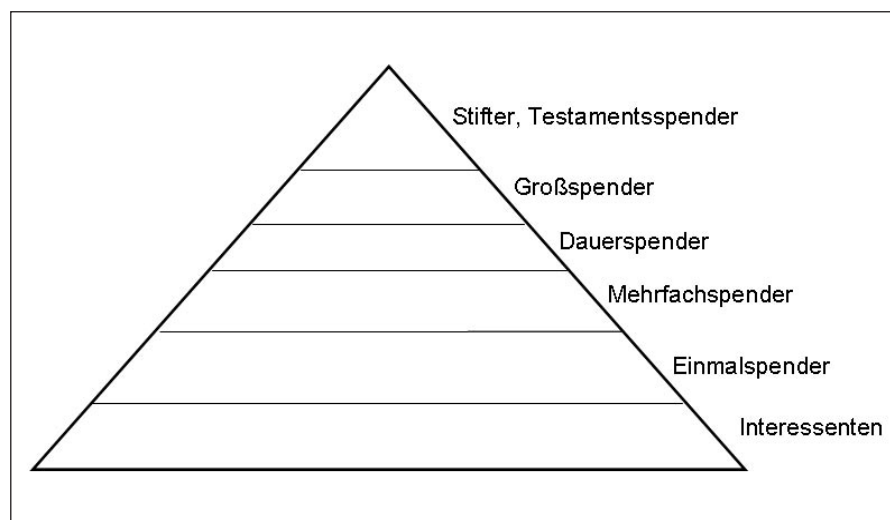 Stifter, Testamentsspender
Großspender
Dauerspender
Mehrfachspender
Einmalspender
Interessenten